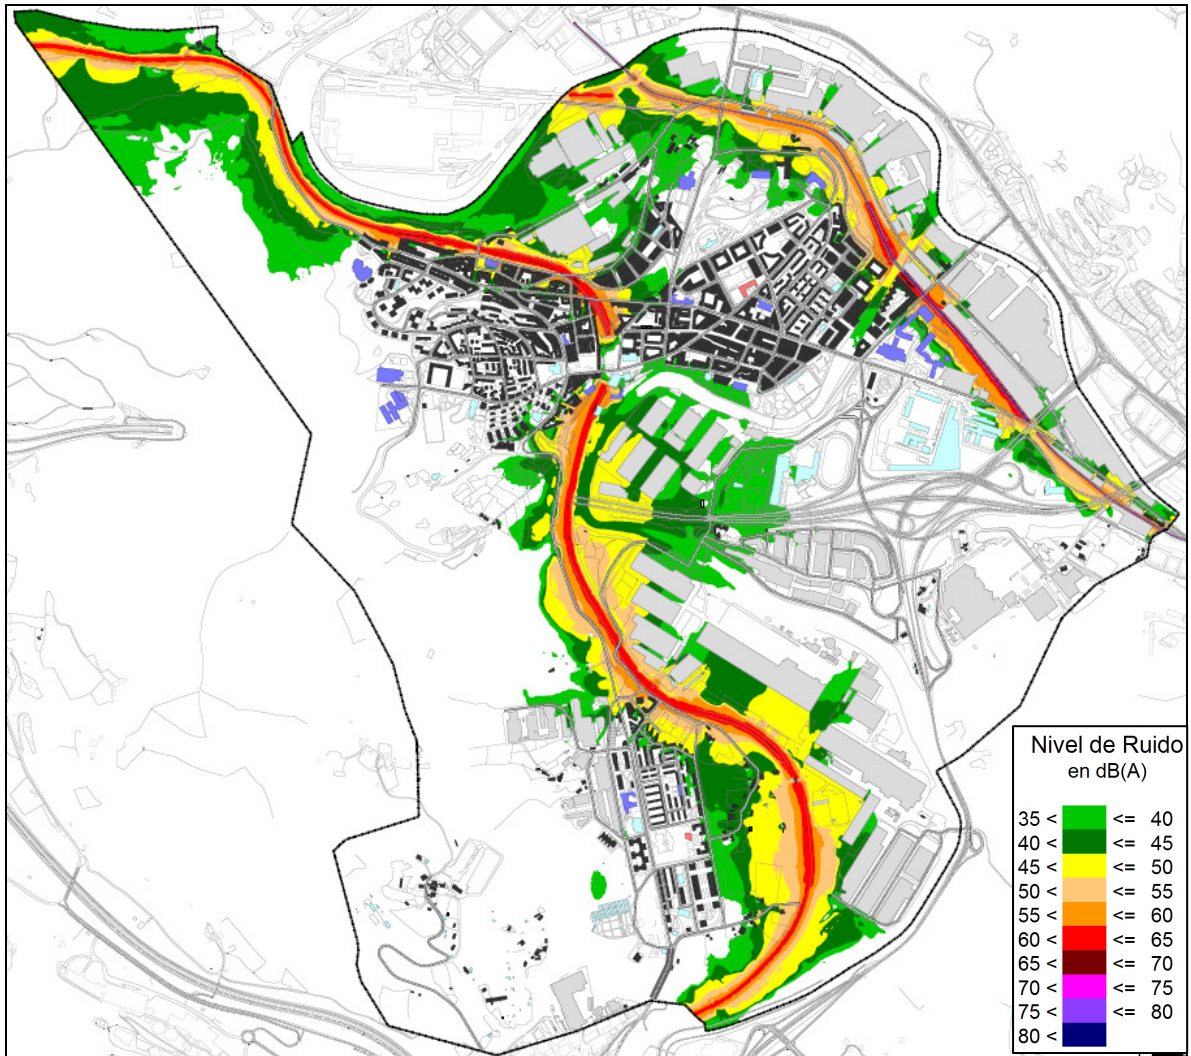 Nivel de Ruido
en dB(A)
35 < <= 40
40 < <= 45
45 < <= 50
50 < <= 55
55 < <= 60
60 < <= 65
65 < <= 70
70 < <= 75
75 < <= 80
80 <